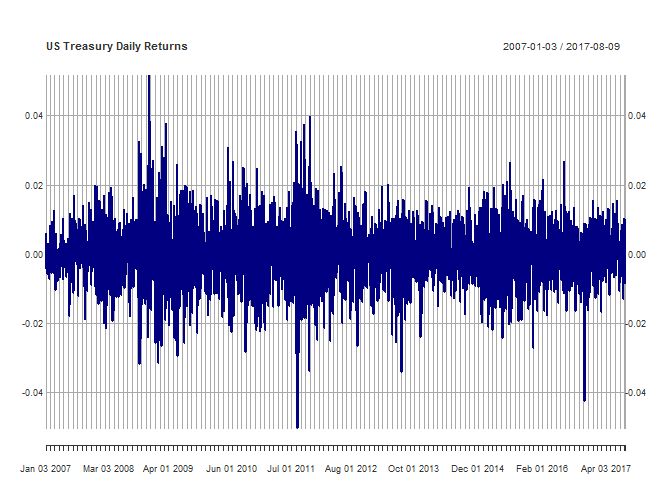 US Treasury Daily Returns 2007-01-03 / 2017-08-09
0.04 0.04
0.02 0.02
0.00 0.00
-0.02 -0.02
-0.04 -0.04
Jan 03 2007 Mar 03 2008 Apr 01 2009 Jun 01 2010 Jul 01 2011 Aug 01 2012 Oct 01 2013 Dec 01 2014 Feb 01 2016 Apr 03 2017